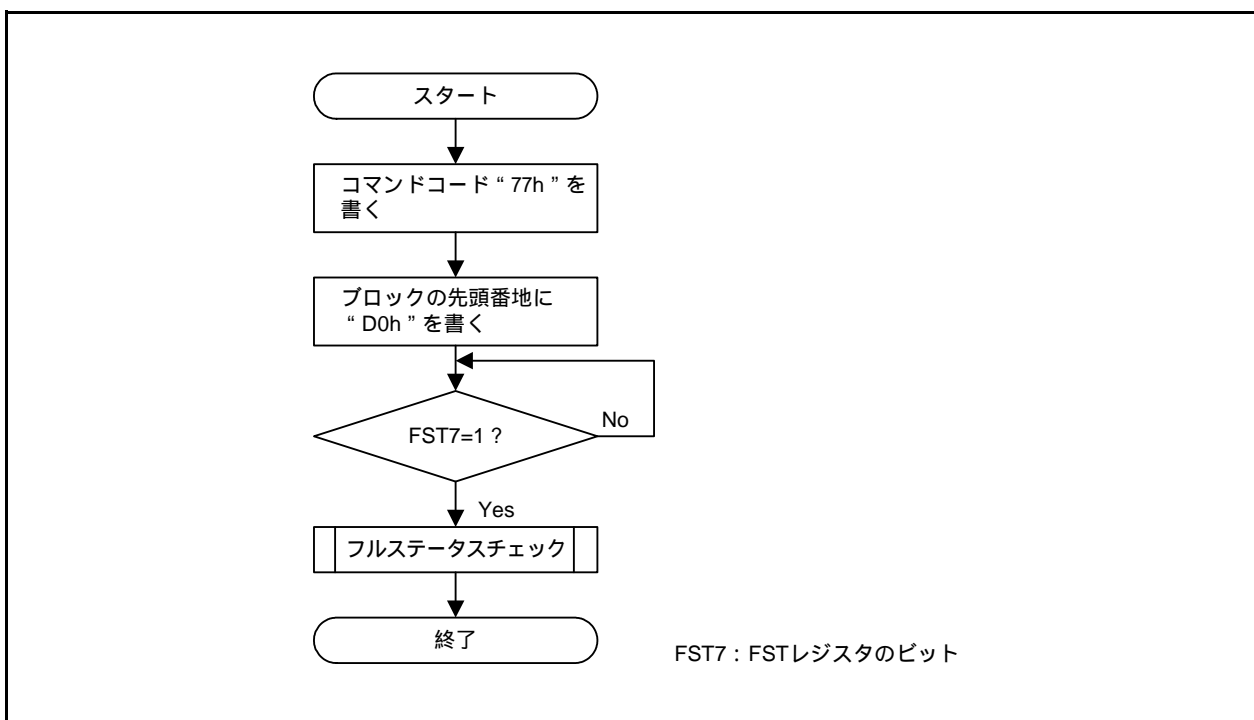 スタート
コマンドコード“ 77h ”を
書く
ブロックの先頭番地に
“ D0h ”を書く
FST7=1 ?
No
Yes
フルステータスチェック
終了
FST7 : FSTレジスタのビット